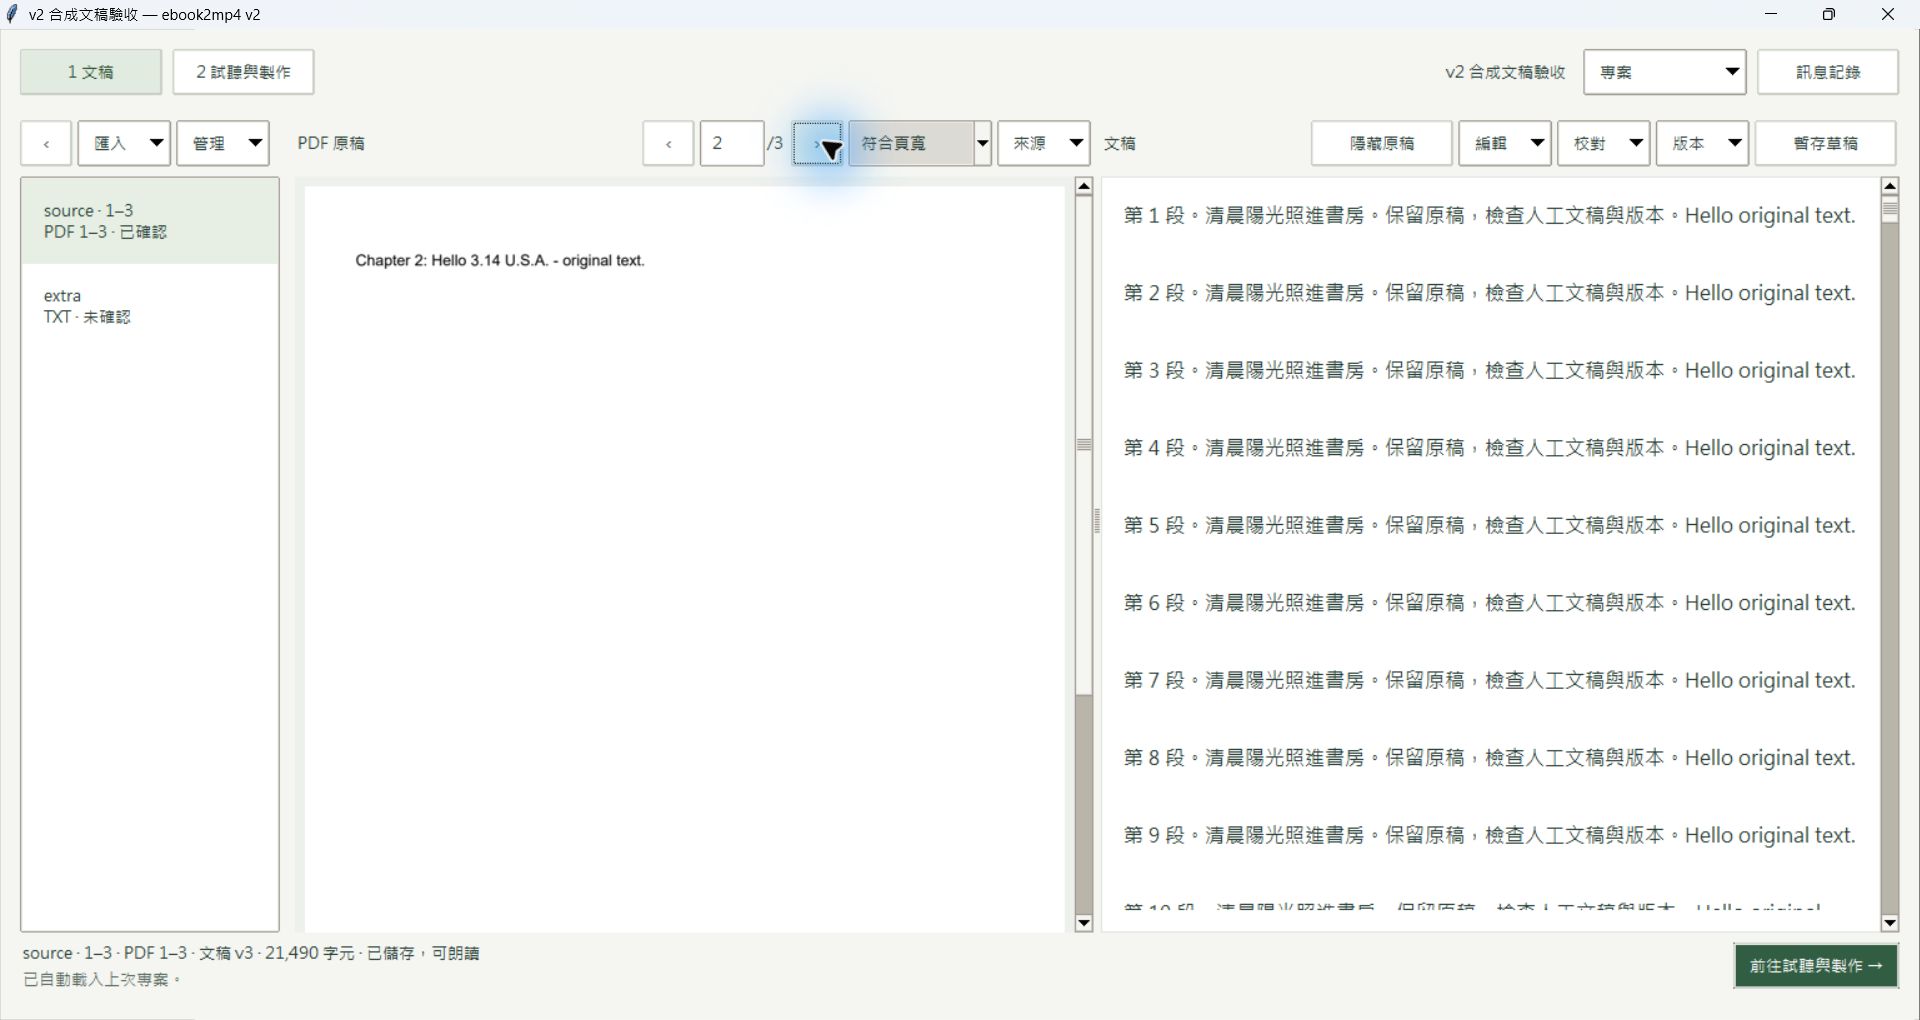 v2 合成文稿驗收 — ebook2mp4 v2
1 文稿
2 試聽與製作
v2 合成文稿驗收
專案
訊息記錄
‹
匯入
管理
PDF 原稿
‹
2
/3
›
符合頁寬
來源
文稿
隱藏原稿
編輯
校對
版本
暫存草稿
source · 1–3
PDF 1–3 · 已確認
extra
TXT · 未確認
Chapter 2: Hello 3.14 U.S.A. - original text.
第 1 段。清晨陽光照進書房。保留原稿，檢查人工文稿與版本。Hello original text.
第 2 段。清晨陽光照進書房。保留原稿，檢查人工文稿與版本。Hello original text.
第 3 段。清晨陽光照進書房。保留原稿，檢查人工文稿與版本。Hello original text.
第 4 段。清晨陽光照進書房。保留原稿，檢查人工文稿與版本。Hello original text.
第 5 段。清晨陽光照進書房。保留原稿，檢查人工文稿與版本。Hello original text.
第 6 段。清晨陽光照進書房。保留原稿，檢查人工文稿與版本。Hello original text.
第 7 段。清晨陽光照進書房。保留原稿，檢查人工文稿與版本。Hello original text.
第 8 段。清晨陽光照進書房。保留原稿，檢查人工文稿與版本。Hello original text.
第 9 段。清晨陽光照進書房。保留原稿，檢查人工文稿與版本。Hello original text.
source · 1–3 · PDF 1–3 · 文稿 v3 · 21,490 字元 · 已儲存，可朗讀
已自動載入上次專案。
前往試聽與製作 →